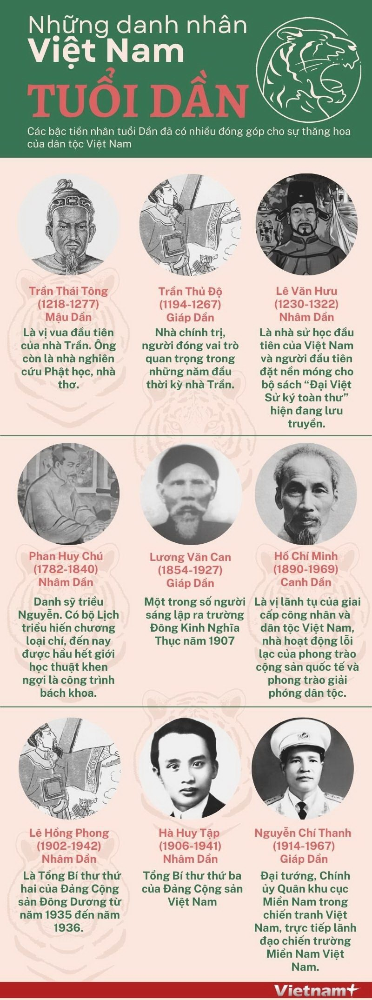 Những danh nhân
Việt Nam
TUỔI DẦN
Các bậc tiền nhân tuổi Dần đã có nhiều đóng góp cho sự thăng hoa
của dân tộc Việt Nam
Trần Thái Tông
(1218-1277)
Mậu Dần
Là vị vua đầu tiên
của nhà Trần. Ông
còn là nhà nghiên
cứu Phật học, nhà
thơ.
Trần Thủ Độ
(1194-1267)
Giáp Dần
Nhà chính trị,
người đóng vai trò
quan trọng trong
những năm đầu
thời kỳ nhà Trần.
Lê Văn Hưu
(1230-1322)
Nhâm Dần
Là nhà sử học đầu
tiên của Việt Nam
và người đầu tiên
đặt nền móng cho
bộ sách “Đại Việt
Sử ký toàn thư”
hiện đang lưu
truyền.
Phan Huy Chú
(1782-1840)
Nhâm Dần
Danh sỹ triều
Nguyễn. Có bộ Lịch
triều hiến chương
loại chí, đến nay
được hầu hết giới
học thuật khen
ngợi là công trình
bách khoa.
Lương Văn Can
(1854-1927)
Giáp Dần
Một trong số người
sáng lập ra trường
Đông Kinh Nghĩa
Thục năm 1907
Hồ Chí Minh
(1890-1969)
Canh Dần
Là vị lãnh tụ của giai
cấp công nhân và
dân tộc Việt Nam,
nhà hoạt động lỗi
lạc của phong trào
cộng sản quốc tế và
phong trào giải
phóng dân tộc.
Lê Hồng Phong
(1902-1942)
Nhâm Dần
Là Tổng Bí thư thứ
hai của Đảng Cộng
sản Đông Dương từ
năm 1935 đến năm
1936.
Hà Huy Tập
(1906-1941)
Nhâm Dần
Tổng Bí thư thứ ba
của Đảng Cộng sản
Việt Nam
Nguyễn Chí Thanh
(1914-1967)
Giáp Dần
Đại tướng, Chính
ủy Quân khu cục
Miền Nam trong
chiến tranh Việt
Nam, trực tiếp lãnh
đạo chiến trường
Miền Nam Việt
Nam.
Vietnam+